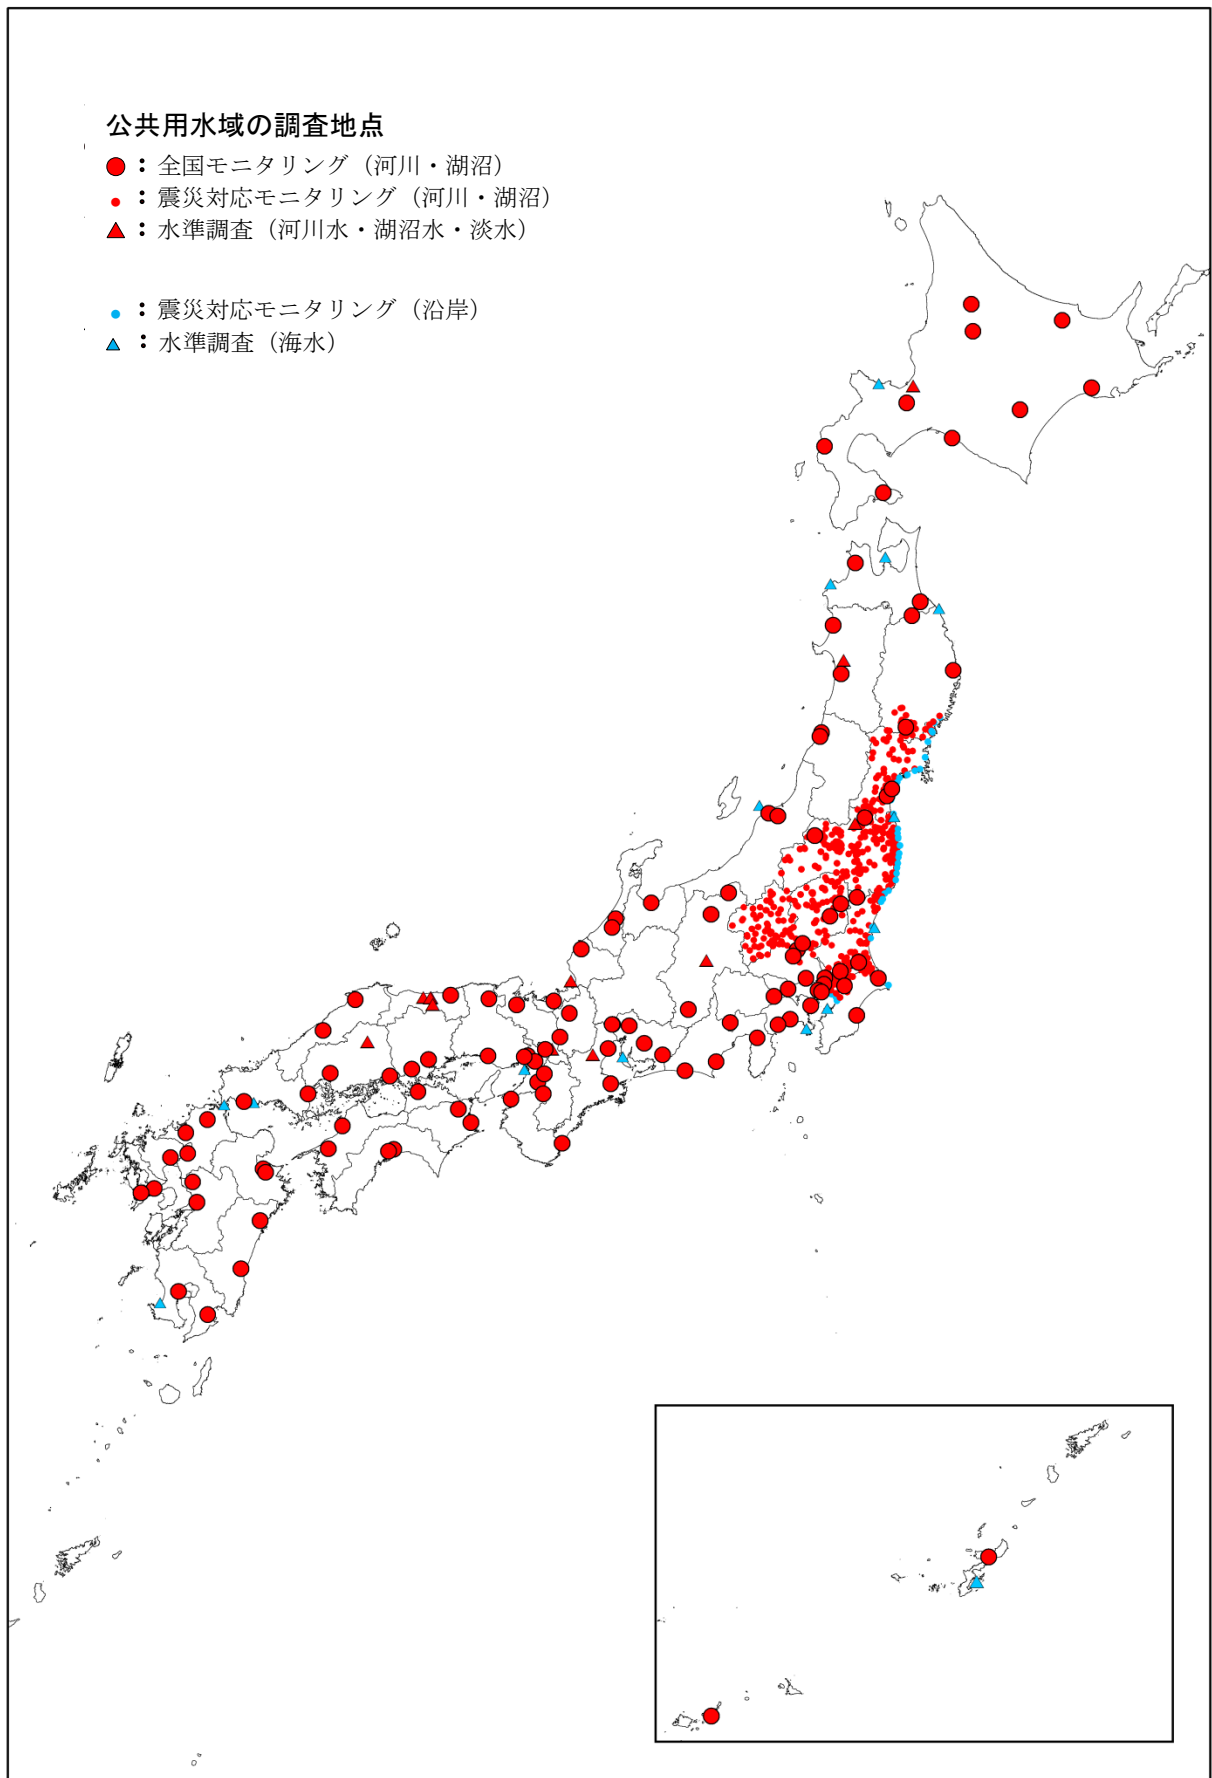 公共用水域の調査地点
：全国モニタリング（河川・湖沼）
：震災対応モニタリング（河川・湖沼）
：水準調査（河川水・湖沼水・淡水）
：震災対応モニタリング（沿岸）
：水準調査（海水）